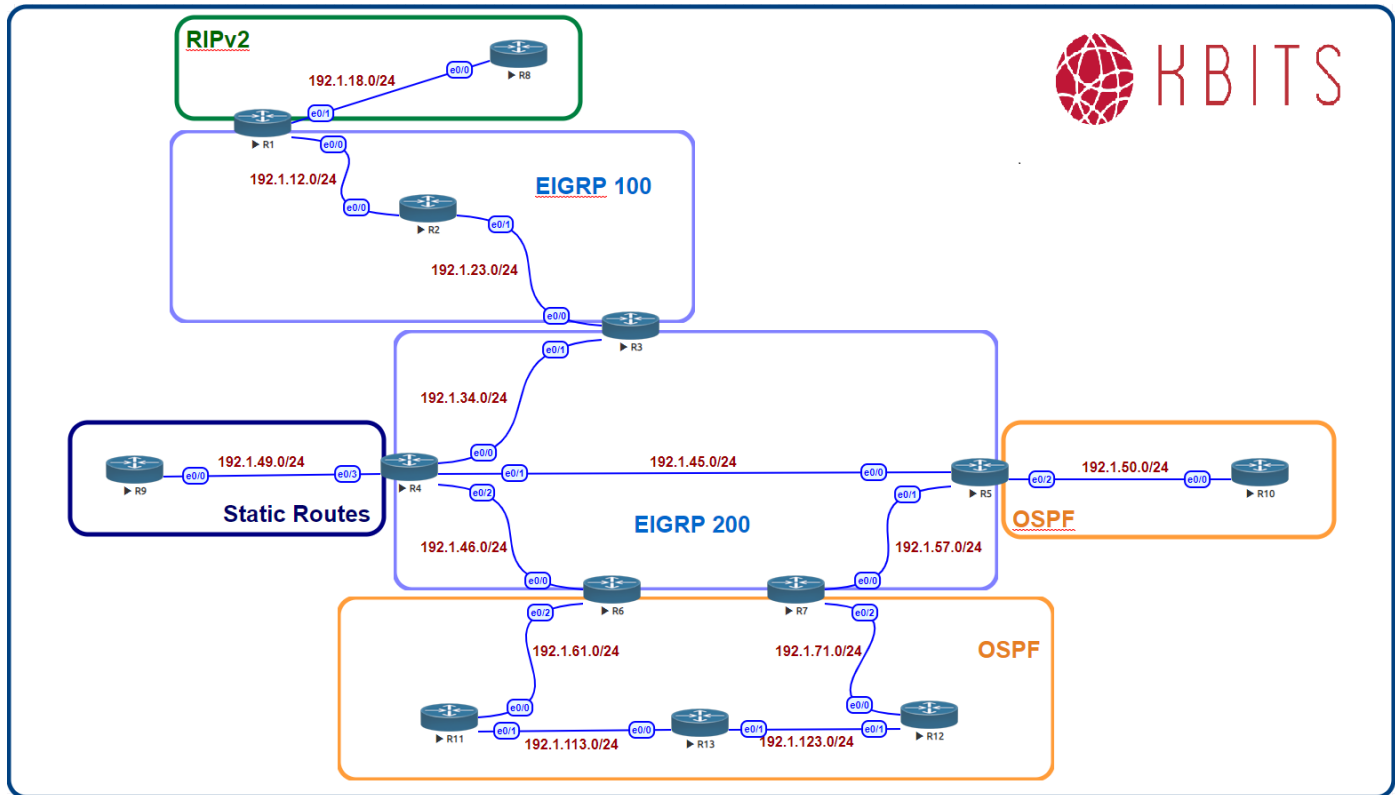 RIPv2
KBITS
e0/0
192.1.18.0/24
▶ R8
e0/1
▶ R1
e0/0
192.1.12.0/24
EIGRP 100
e0/0
▶ R2
e0/1
192.1.23.0/24
e0/0
▶ R3
e0/1
192.1.34.0/24
e0/0
192.1.49.0/24
192.1.45.0/24
192.1.50.0/24
▶ R9
e0/0
e0/3
▶ R4
e0/1
e0/0
▶ R5
e0/2
e0/0
▶ R10
e0/2
e0/1
Static Routes
EIGRP 200
OSPF
192.1.46.0/24
192.1.57.0/24
e0/0
▶ R6
e0/0
▶ R7
e0/2
e0/2
192.1.61.0/24
192.1.71.0/24
OSPF
e0/0
e0/0
▶ R11
e0/1
e0/0
▶ R13
e0/1
e0/1
▶ R12
192.1.113.0/24
192.1.123.0/24